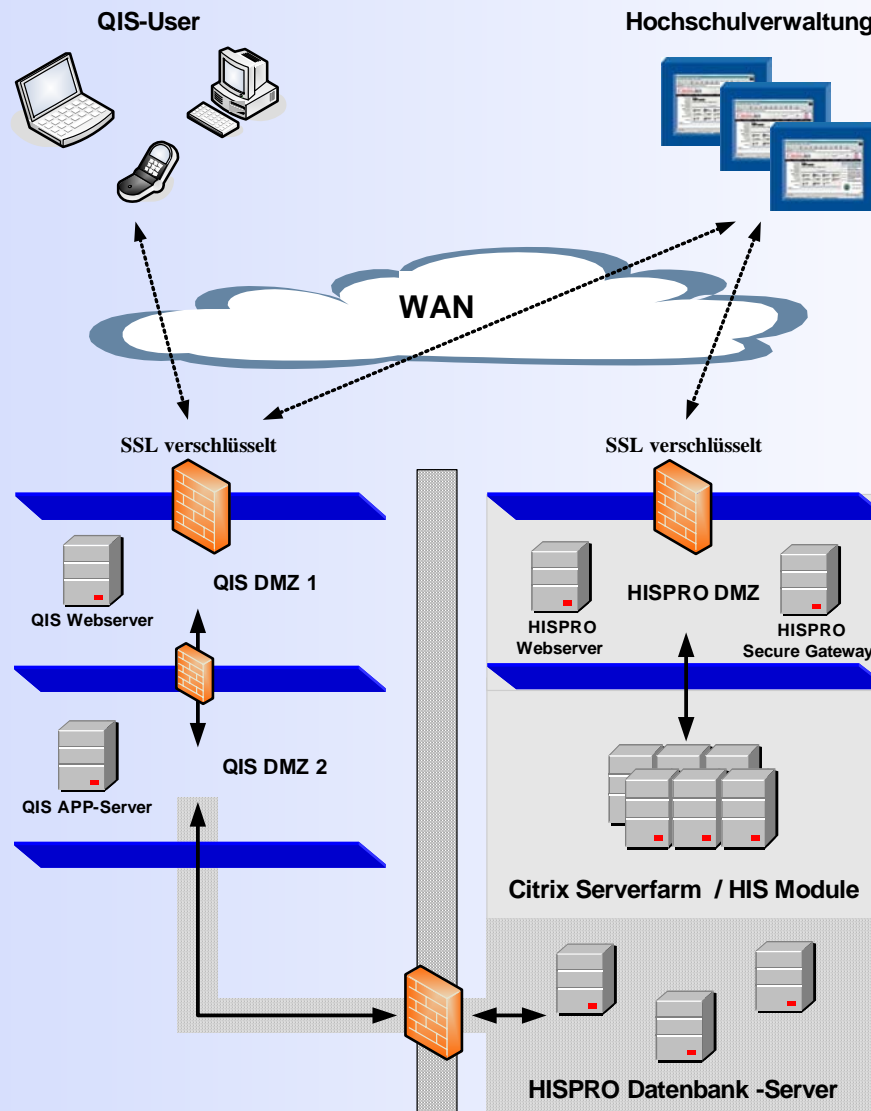 QIS-User
Hochschulverwaltung
WAN
SSL verschlüsselt
SSL verschlüsselt
QIS DMZ 1
QIS Webserver
HISPRO DMZ
HISPRO
Webserver
HISPRO
Secure Gateway
QIS DMZ 2
QIS APP-Server
Citrix Serverfarm / HIS Module
HISPRO Datenbank -Server